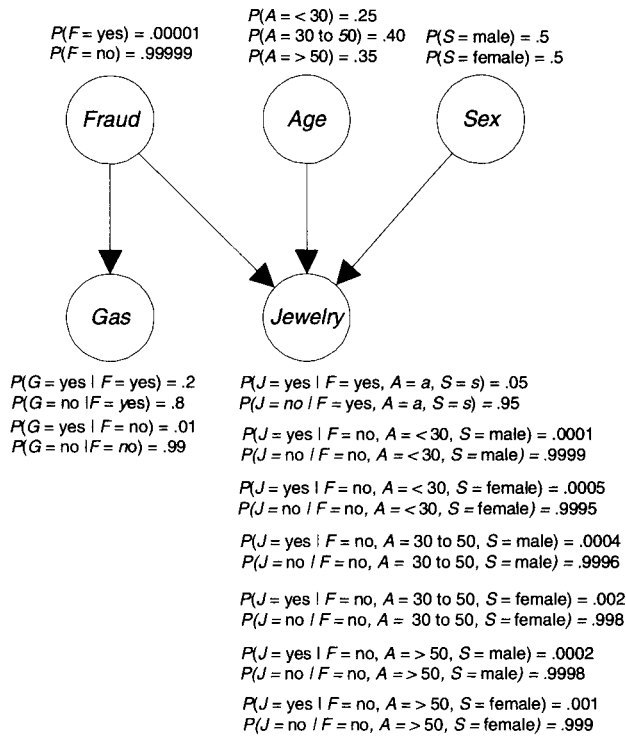 P(F = yes) = .00001
P(F = no) = .99999
P(A = < 30) = .25
P(A = 30 to 50) = .40
P(A = > 50) = .35
P(S = male) = .5
P(S = female) = .5
Fraud
Age
Sex
Gas
Jewelry
P(G = yes | F = yes) = .2
P(G = no | F = yes) = .8
P(G = yes | F = no) = .01
P(G = no | F = no) = .99
P(J = yes | F = yes, A = a, S = s) = .05
P(J = no / F = yes, A = a, S = s) = .95
P(J = yes | F = no, A = < 30, S = male) = .0001
P(J = no / F = no, A = < 30, S = male) = .9999
P(J = yes | F = no, A = < 30, S = female) = .0005
P(J = no / F = no, A = < 30, S = female) = .9995
P(J = yes | F = no, A = 30 to 50, S = male) = .0004
P(J = no / F = no, A = 30 to 50, S = male) = .9996
P(J = yes | F = no, A = 30 to 50, S = female) = .002
P(J = no / F = no, A = 30 to 50, S = female) = .998
P(J = yes | F = no, A = > 50, S = male) = .0002
P(J = no / F = no, A = > 50, S = male) = .9998
P(J = yes | F = no, A = > 50, S = female) = .001
P(J = no / F = no, A = > 50, S = female) = .999